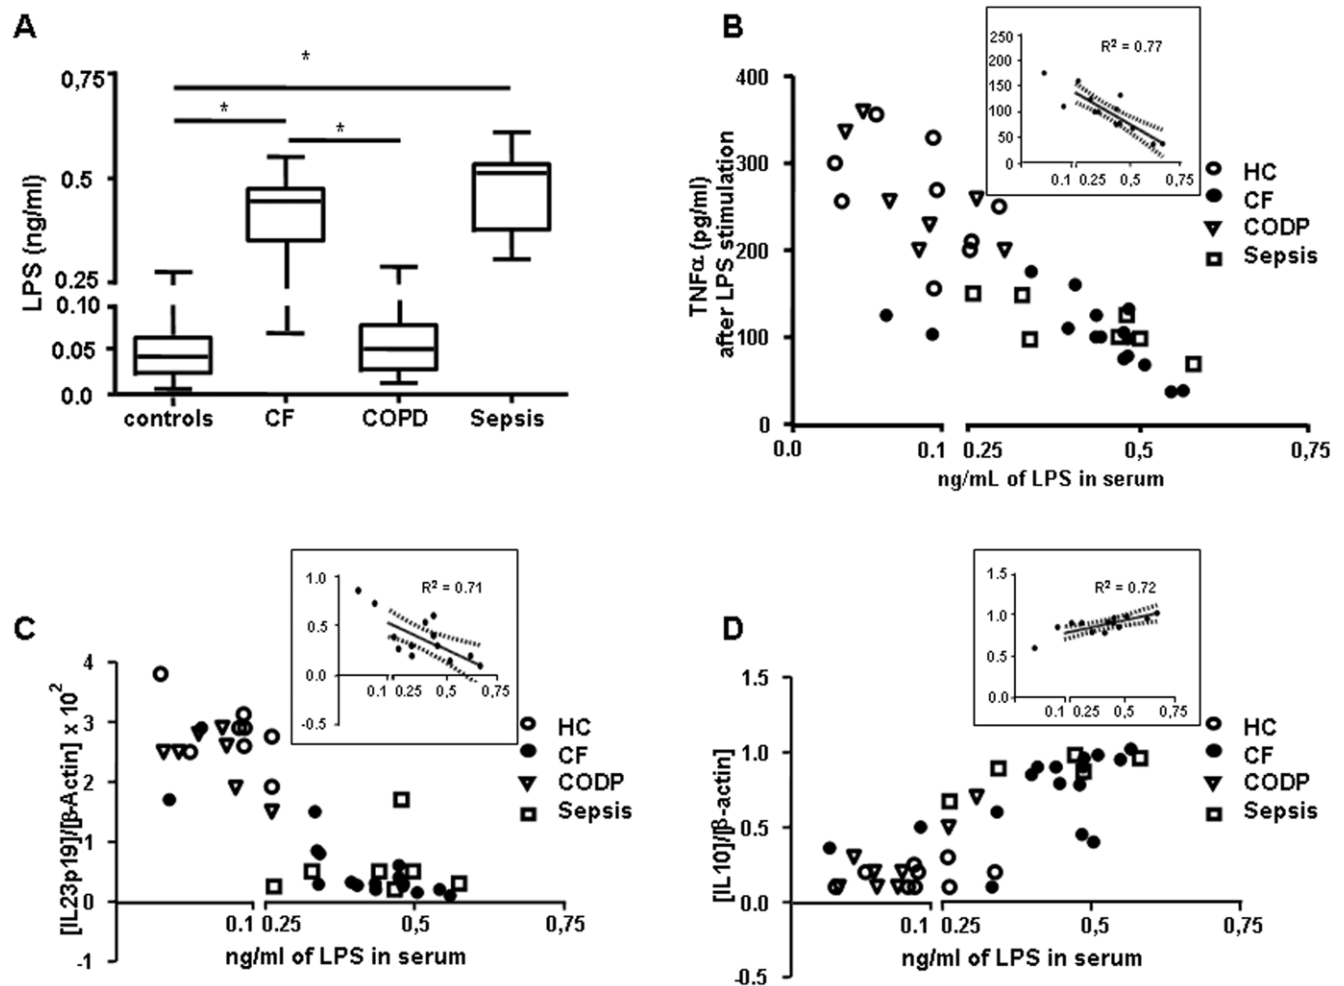 A
0,75
0.5
0.25
0.10
0.05
0.0
LPS (ng/ml)
*
*
*
controls CF COPD Sepsis
B
400
300
200
100
0
TNFα (pg/ml)
after LPS stimulation
0.0 0.1 0.25 0,5 0,75
ng/mL of LPS in serum
250
200
150
100
50
0
R² = 0.77
0.1 0.25 0,5 0,75
HC
CF
CODP
Sepsis
C
4
3
2
1
0
-1
[IL23p19]/[β-Actin] x 10²
0.1 0.25 0,5 0,75
ng/ml of LPS in serum
1.0
0.5
0.0
-0.5
R² = 0.71
0.1 0.25 0,5 0,75
HC
CF
CODP
Sepsis
D
1.5
1.0
0.5
0.0
-0.5
[IL10]/[β-actin]
0.1 0.25 0,5 0,75
ng/ml of LPS in serum
1.5
1.0
0.5
0.0
R² = 0.72
0.1 0.25 0,5 0,75
HC
CF
CODP
Sepsis